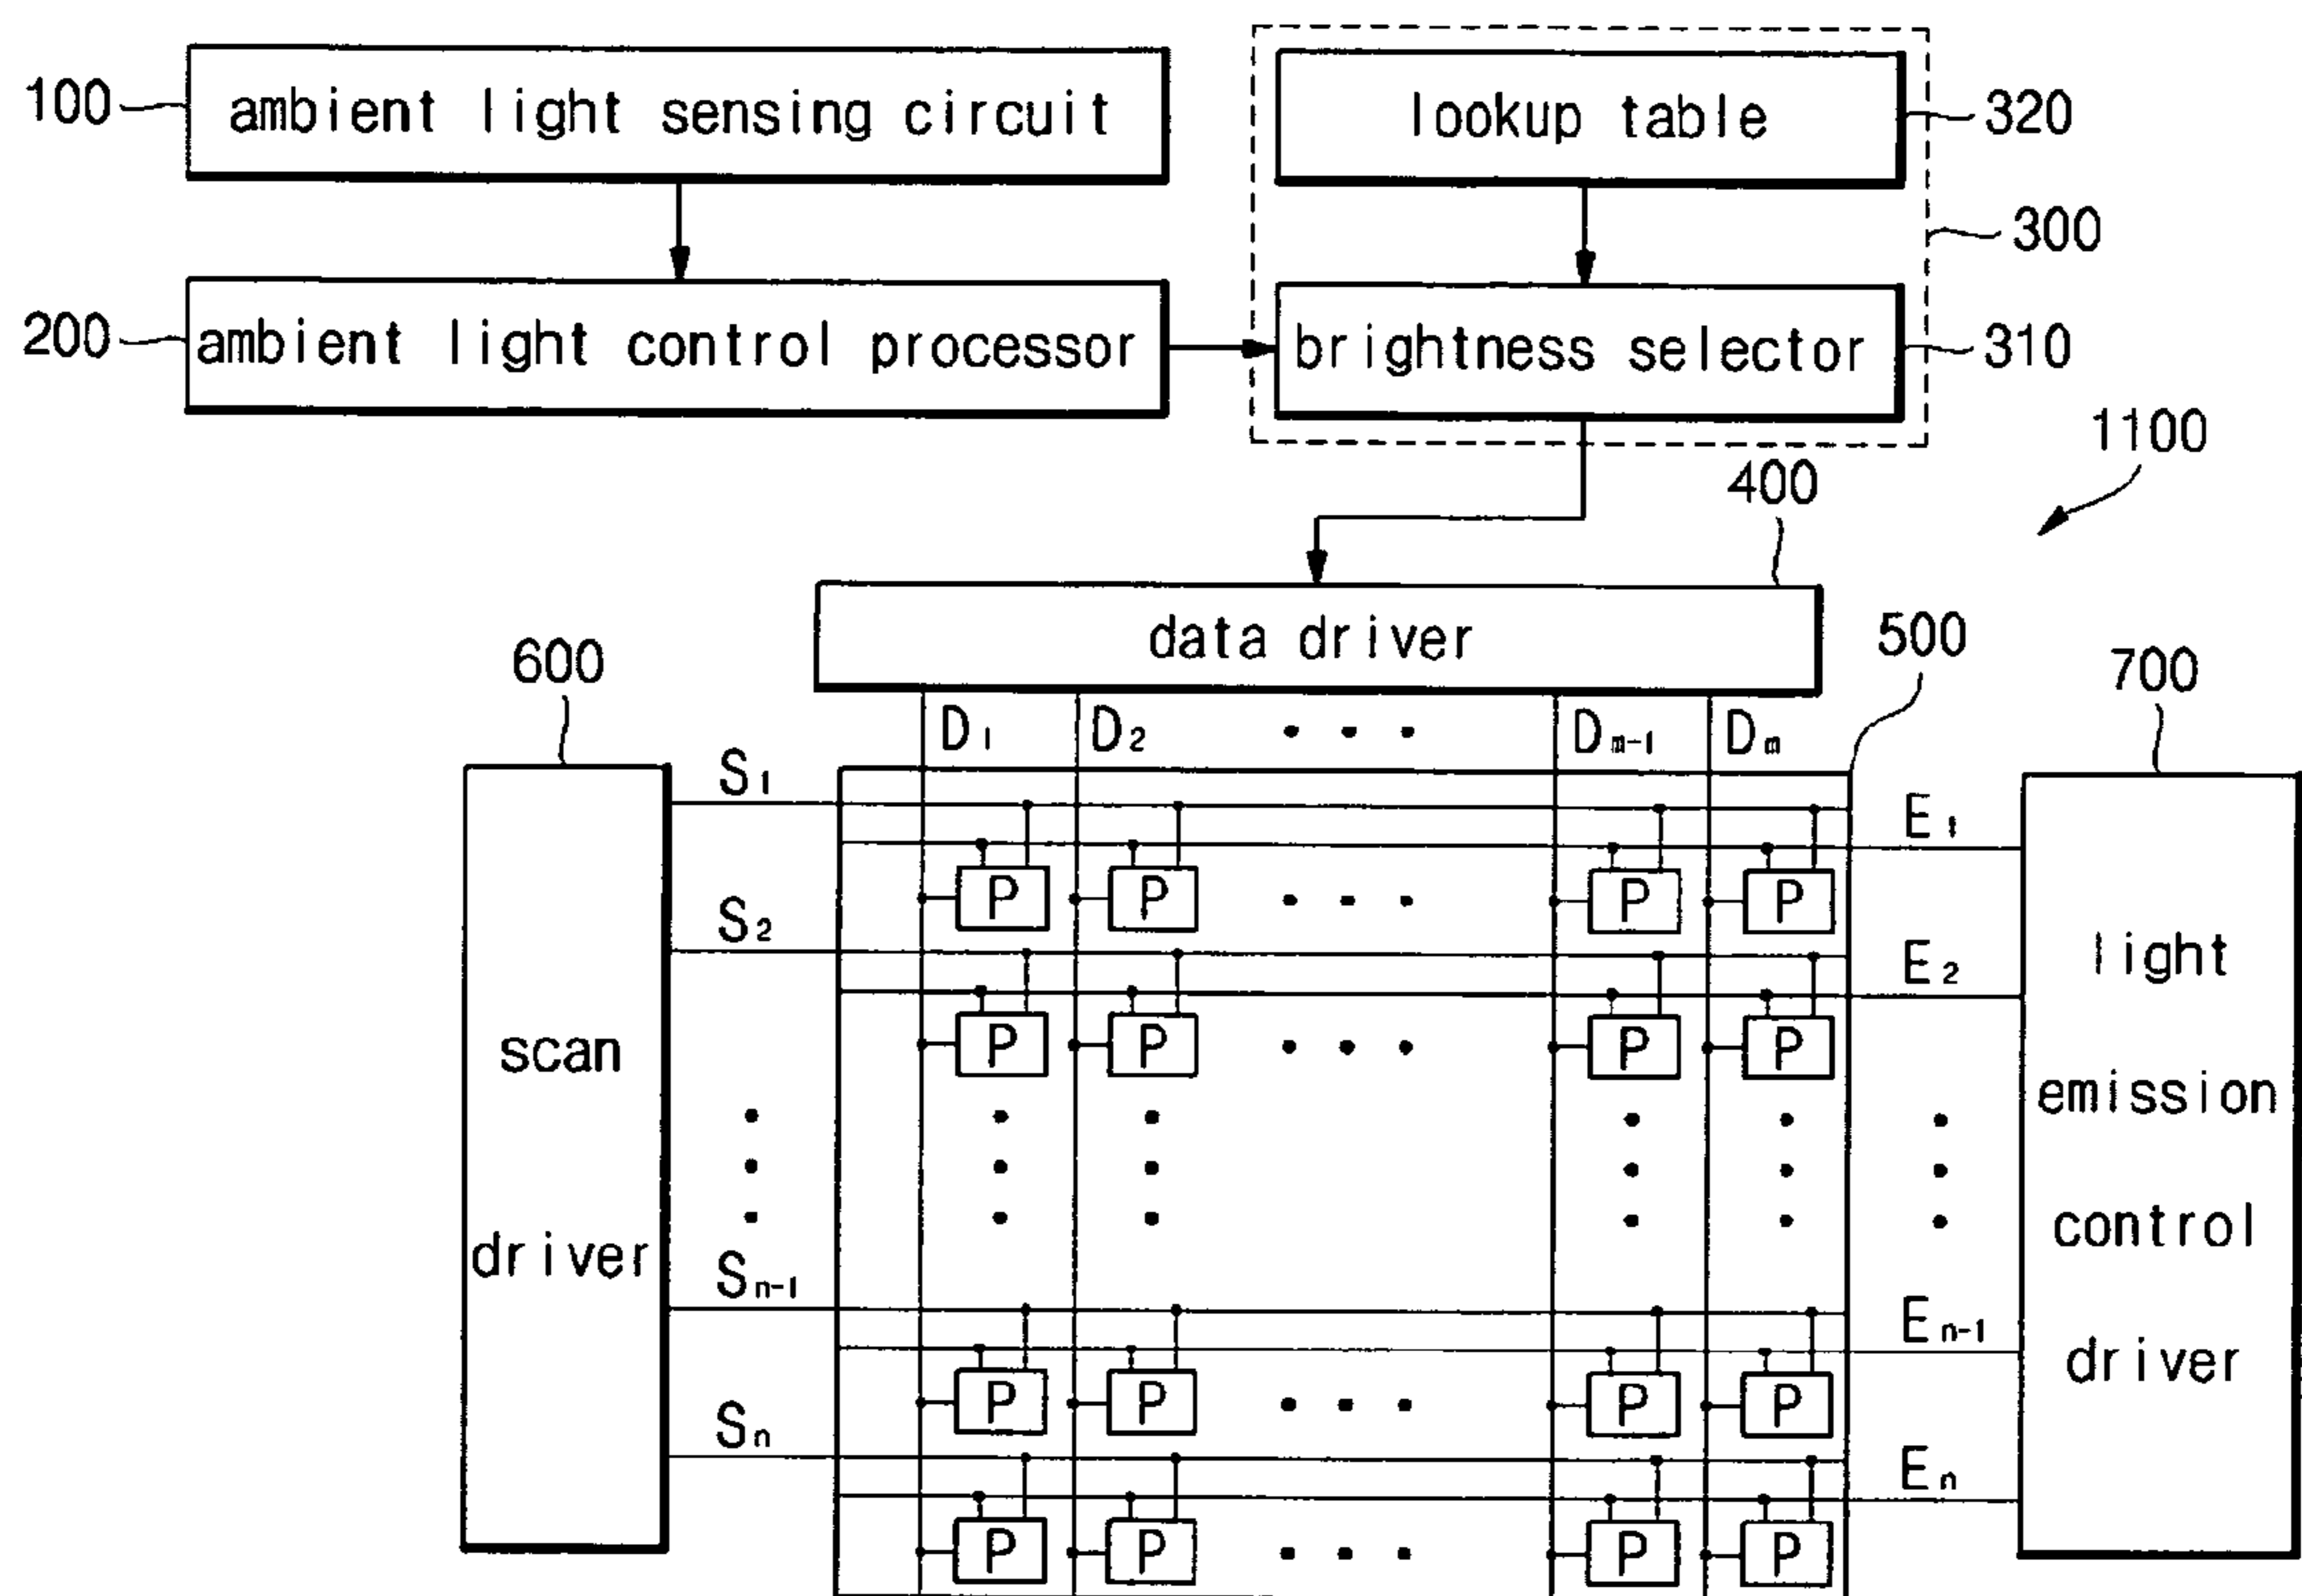 100 ambient light sensing circuit
lookup table 320
300
200 ambient light control processor
brightness selector 310
1100
400
data driver
500
600
700
D1 D2 • • • Dm-1 Dm
S1
E1
P P • • • P P
S2
E2
P P • • • P P
scan
driver
light
emission
control
driver
Sn-1
En-1
P P • • • P P
Sn
En
P P • • • P P